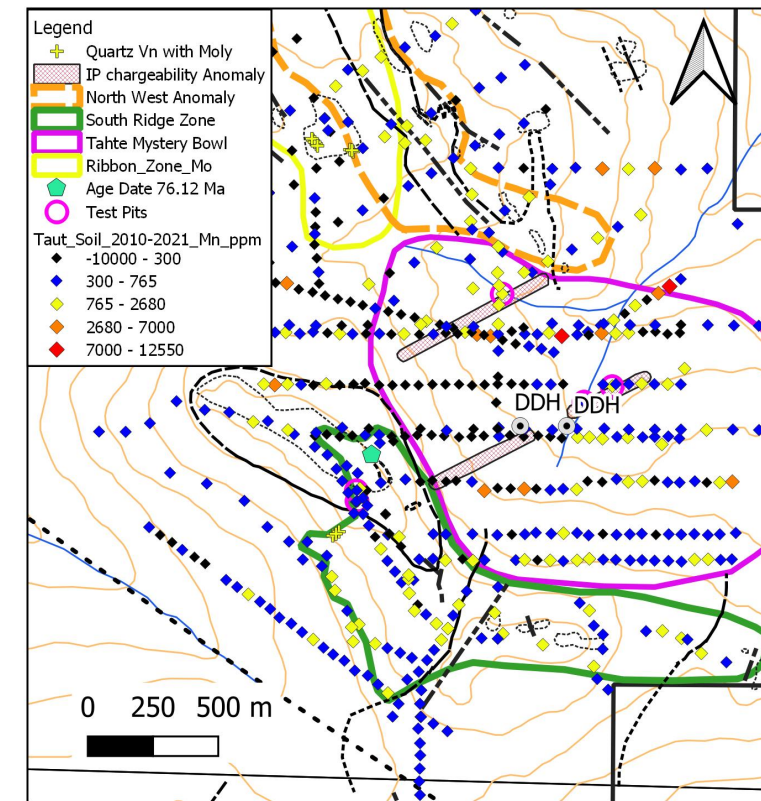 Legend
Quartz Vn with Moly
IP chargeability Anomaly
North West Anomaly
South Ridge Zone
Tahte Mystery Bowl
Ribbon_Zone_Mo
Age Date 76.12 Ma
Test Pits
Taut_Soil_2010-2021_Mn_ppm
-10000 - 300
300 - 765
765 - 2680
2680 - 7000
7000 - 12550
DDH DDH
0 250 500 m